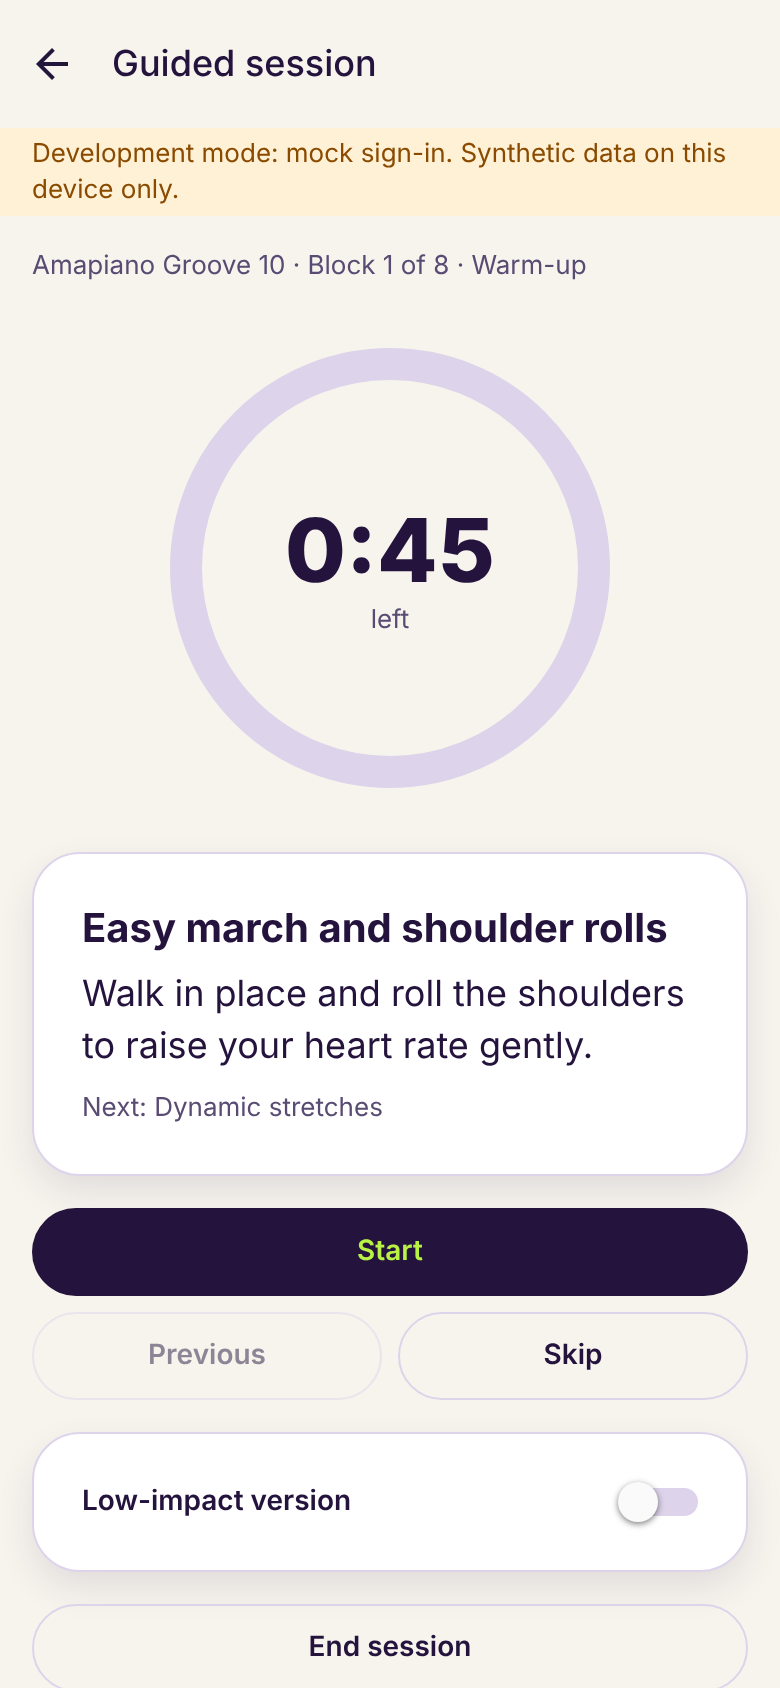 Guided session
Development mode: mock sign-in. Synthetic data on this
device only.
Amapiano Groove 10 · Block 1 of 8 · Warm-up
0:45
left
Easy march and shoulder rolls
Walk in place and roll the shoulders
to raise your heart rate gently.
Next: Dynamic stretches
Start
Previous
Skip
Low-impact version
End session